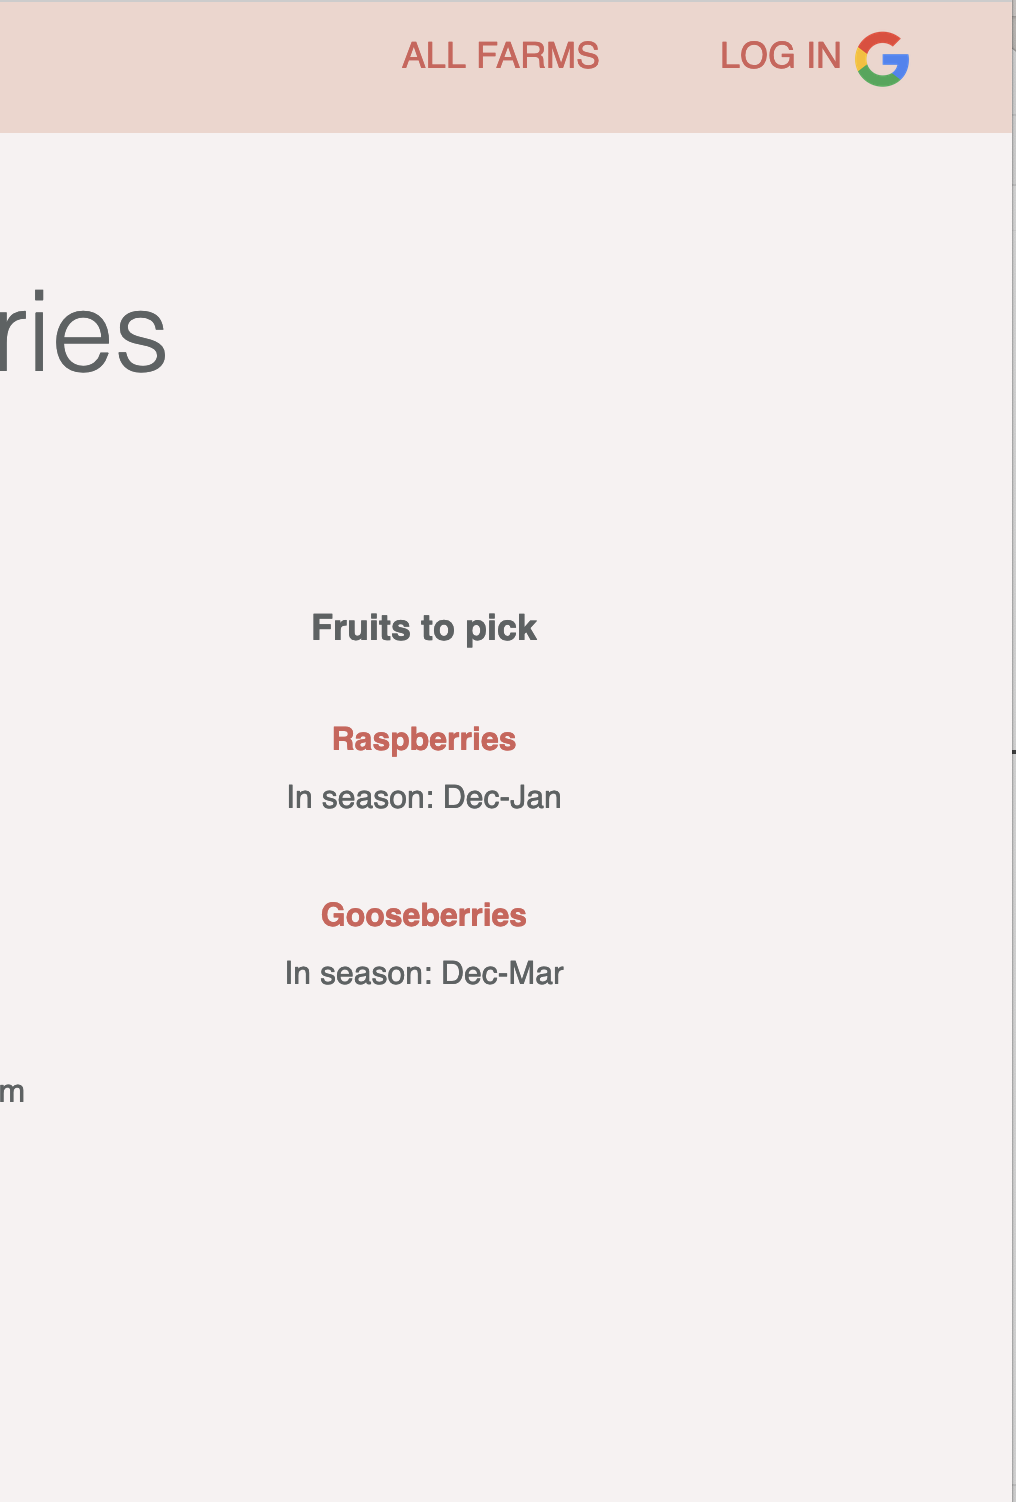 ALL FARMS LOG IN
ries
Fruits to pick
Raspberries
In season: Dec-Jan
Gooseberries
In season: Dec-Mar
m